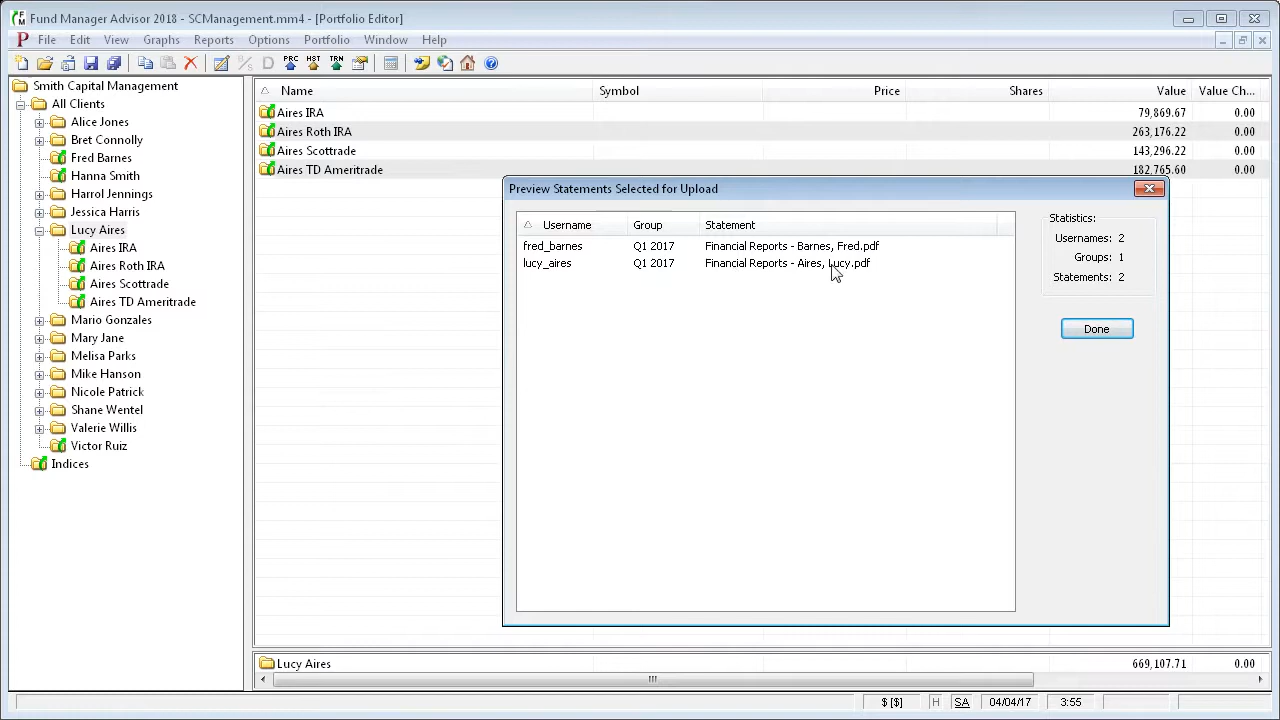 Fund Manager Advisor 2018 - SCManagement.mm4 - [Portfolio Editor]
P File Edit View Graphs Reports Options Portfolio Window Help
PRC HST TRN
Smith Capital Management
All Clients
Alice Jones
Bret Connolly
Fred Barnes
Hanna Smith
Harrol Jennings
Jessica Harris
Lucy Aires
Aires IRA
Aires Roth IRA
Aires Scottrade
Aires TD Ameritrade
Mario Gonzales
Mary Jane
Melisa Parks
Mike Hanson
Nicole Patrick
Shane Wentel
Valerie Willis
Victor Ruiz
Indices
Name Symbol Price Shares Value Value Ch...
Aires IRA 79,869.67 0.00
Aires Roth IRA 263,176.22 0.00
Aires Scottrade 143,296.22 0.00
Aires TD Ameritrade 182,765.60 0.00
Preview Statements Selected for Upload
Username Group Statement
fred_barnes Q1 2017 Financial Reports - Barnes, Fred.pdf
lucy_aires Q1 2017 Financial Reports - Aires, Lucy.pdf
Statistics:
Usernames: 2
Groups: 1
Statements: 2
Done
Lucy Aires 669,107.71 0.00
$ [$] H SA 04/04/17 3:55